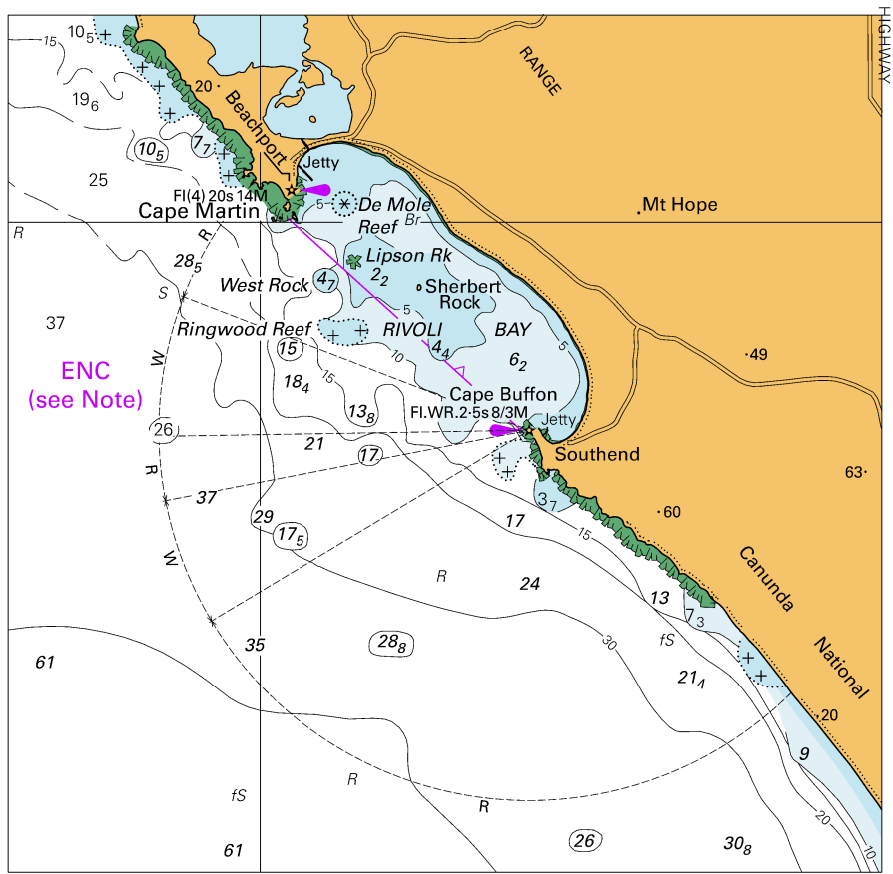 HIGHWAY
10₅
15
RANGE
20
19₆
Beachport
7₇
10₅
Jetty
25
Fl(4) 20s 14M
5
De Mole
Reef
Br
Mt Hope
Cape Martin
R
R
28₅
Lipson Rk
2₂
West Rock
4₇
Sherbert
Rock
S
5
37
Ringwood Reef
RIVOLI
BAY
4₄
5
15
10
6₂
49
W
ENC
(see Note)
18₄
15
Cape Buffon
13₈
Fl.WR.2·5s 8/3M
Jetty
26
21
17
Southend
R
63
37
3₇
60
29
17
17₅
15
W
Canunda
R
24
13
7₃
35
28₈
30
fS
61
21₄
National
20
9
R
fS
R
20
61
26
30₈
10